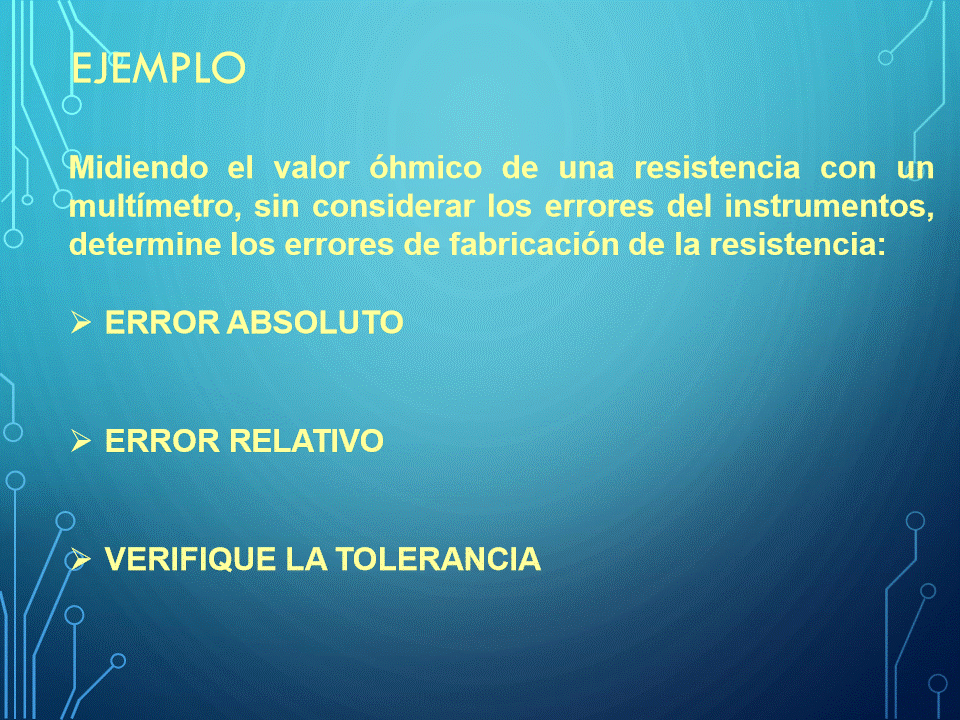 EJEMPLO
Midiendo el valor óhmico de una resistencia con un
multímetro, sin considerar los errores del instrumentos,
determine los errores de fabricación de la resistencia:
➢ ERROR ABSOLUTO
➢ ERROR RELATIVO
➢ VERIFIQUE LA TOLERANCIA